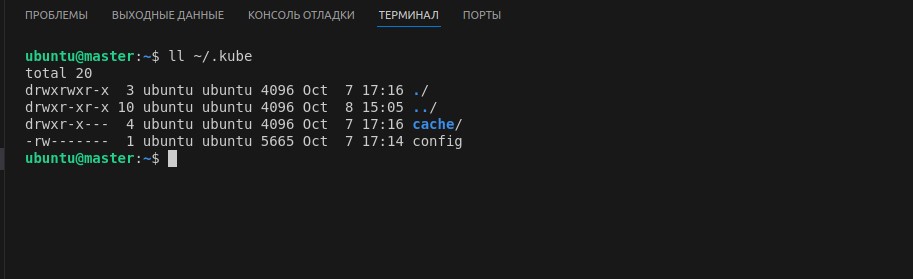 ПРОБЛЕМЫ ВЫХОДНЫЕ ДАННЫЕ КОНСОЛЬ ОТЛАДКИ ТЕРМИНАЛ ПОРТЫ
ubuntu@master:~$ ll ~/.kube
total 20
drwxrwxr-x  3 ubuntu ubuntu 4096 Oct  7 17:16 ./
drwxr-xr-x 10 ubuntu ubuntu 4096 Oct  8 15:05 ../
drwxr-x---  4 ubuntu ubuntu 4096 Oct  7 17:16 cache/
-rw-------  1 ubuntu ubuntu 5665 Oct  7 17:14 config
ubuntu@master:~$